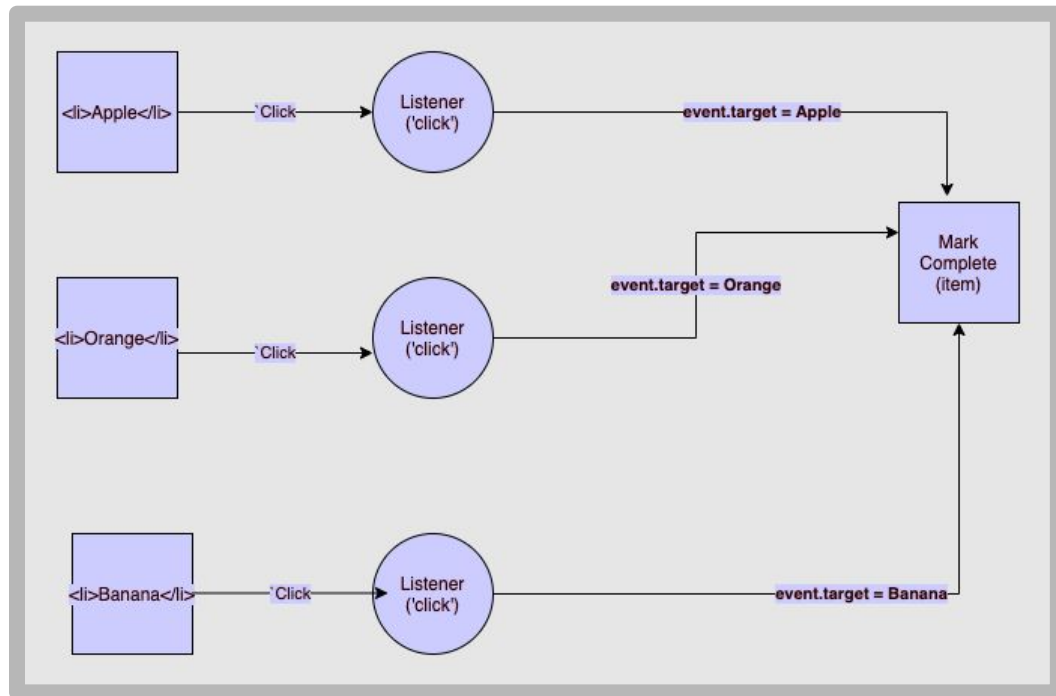 <li>Apple</li>
`Click
Listener
('click')
event.target = Apple
Mark
Complete
(item)
<li>Orange</li>
`Click
Listener
('click')
event.target = Orange
<li>Banana</li>
`Click
Listener
('click')
event.target = Banana